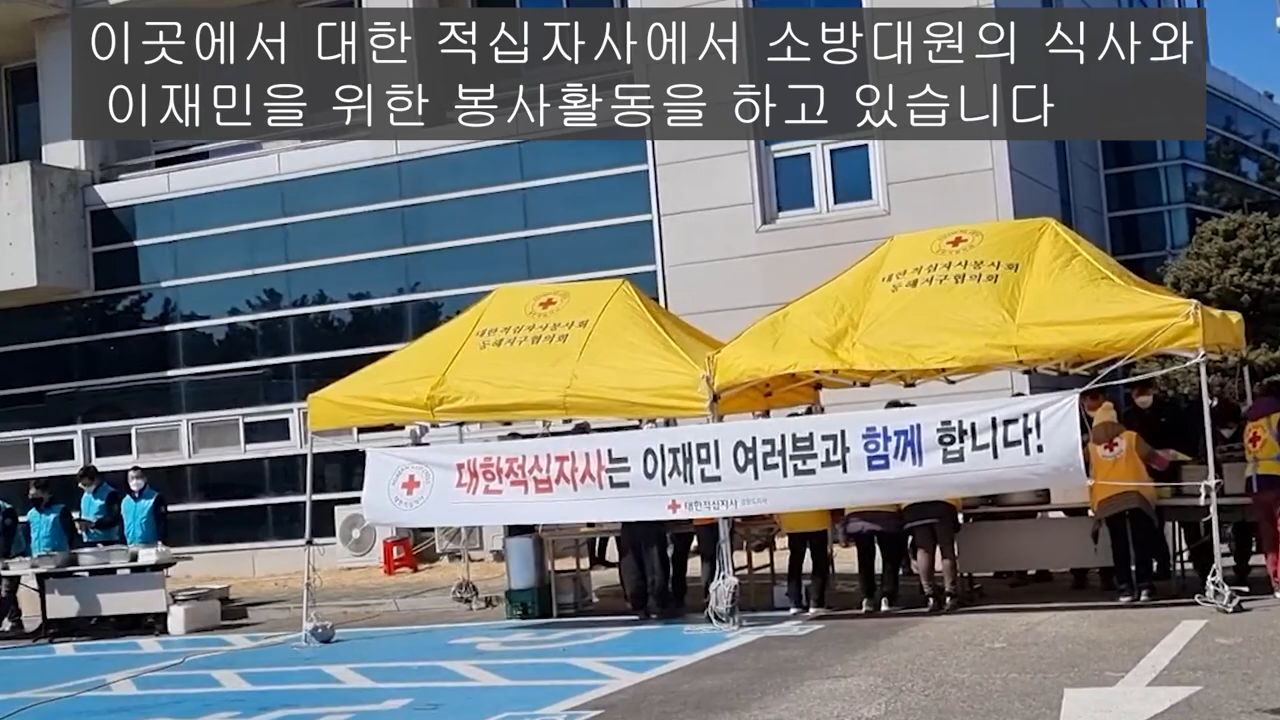 이곳에서 대한 적십자사에서 소방대원의 식사와
이재민을 위한 봉사활동을 하고 있습니다
대한적십자사봉사회
동해지구협의회
대한적십자사봉사회
동해지구협의회
대한적십자사는 이재민 여러분과 함께 합니다!
대한적십자사